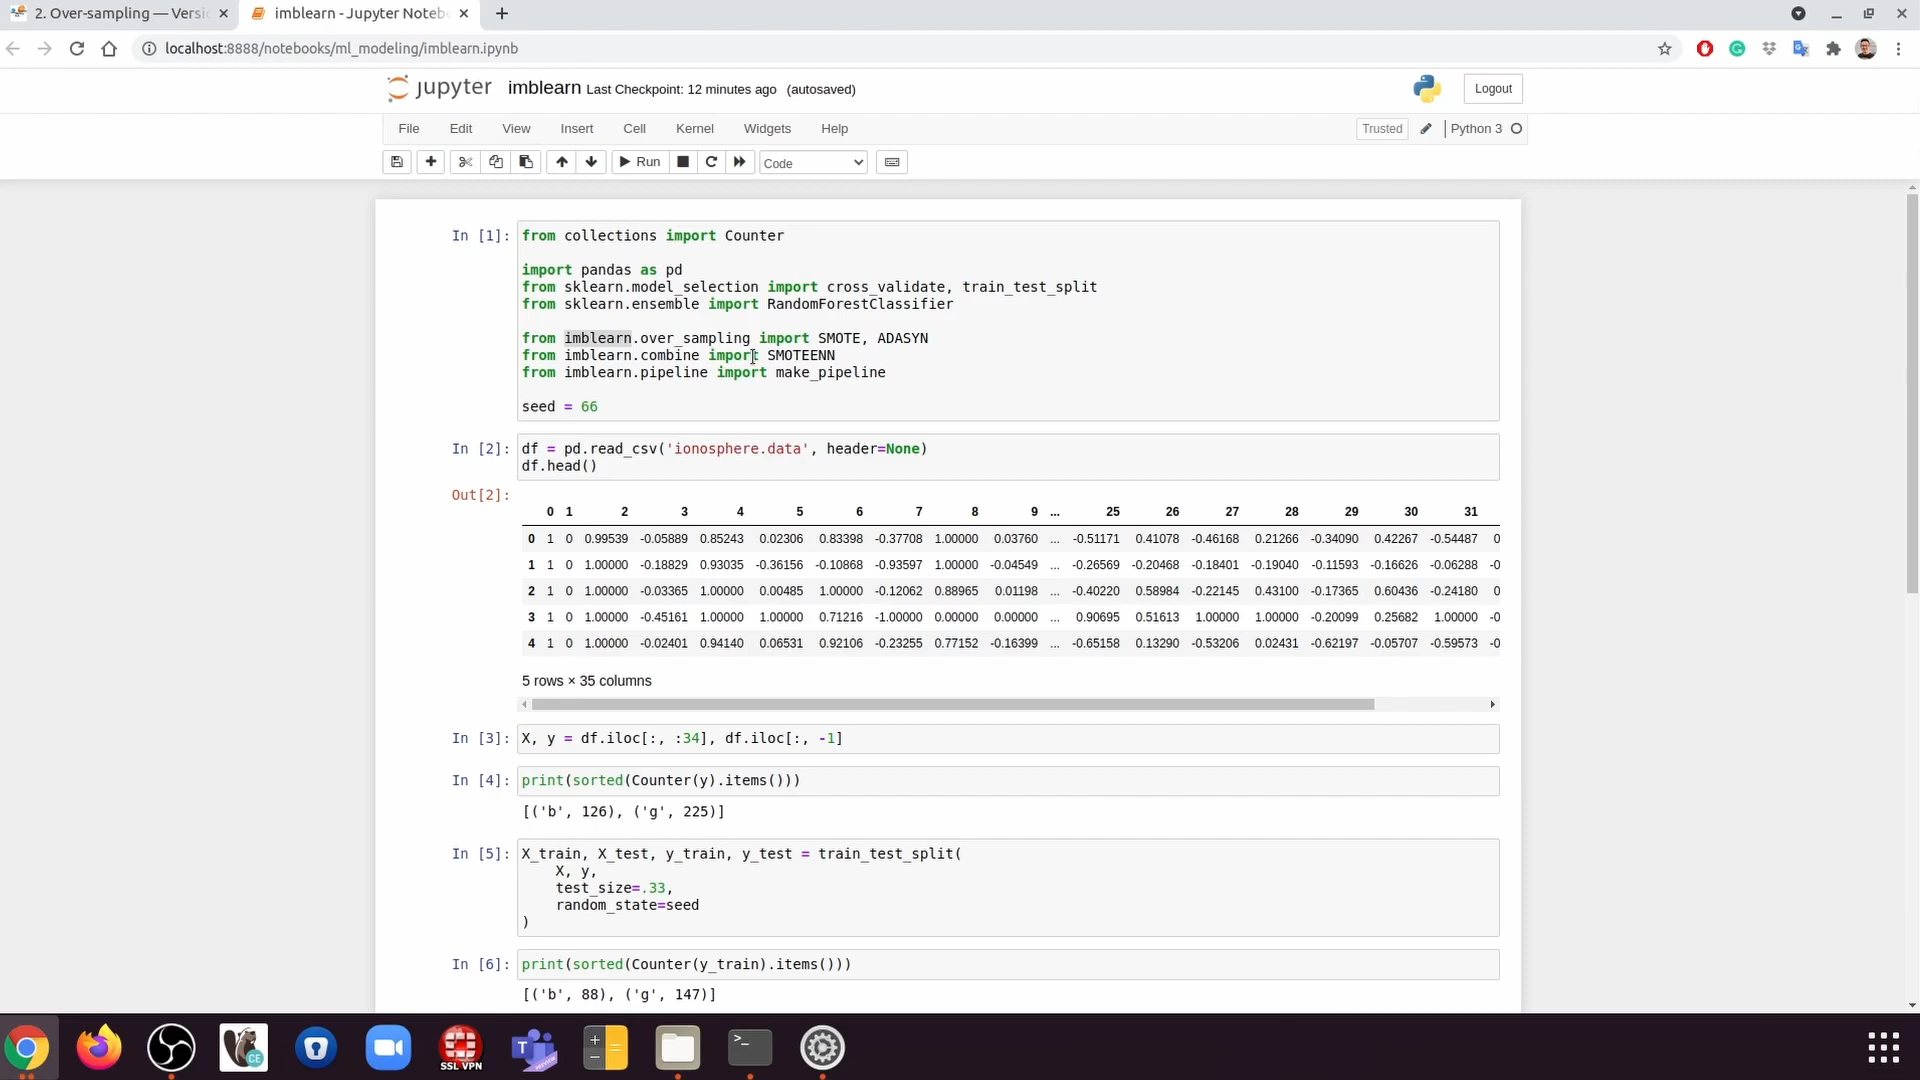 2. Over-sampling — Versi
imblearn - Jupyter Noteb
localhost:8888/notebooks/ml_modeling/imblearn.ipynb
jupyter imblearn Last Checkpoint: 12 minutes ago (autosaved) Logout
File Edit View Insert Cell Kernel Widgets Help Trusted Python 3
Run Code
In [1]: from collections import Counter
import pandas as pd
from sklearn.model_selection import cross_validate, train_test_split
from sklearn.ensemble import RandomForestClassifier
from imblearn.over_sampling import SMOTE, ADASYN
from imblearn.combine import SMOTEENN
from imblearn.pipeline import make_pipeline
seed = 66
In [2]: df = pd.read_csv('ionosphere.data', header=None)
df.head()
Out[2]:
0 1 2 3 4 5 6 7 8 9 ... 25 26 27 28 29 30 31
0 1 0 0.99539 -0.05889 0.85243 0.02306 0.83398 -0.37708 1.00000 0.03760 ... -0.51171 0.41078 -0.46168 0.21266 -0.34090 0.42267 -0.54487 0
1 1 0 1.00000 -0.18829 0.93035 -0.36156 -0.10868 -0.93597 1.00000 -0.04549 ... -0.26569 -0.20468 -0.18401 -0.19040 -0.11593 -0.16626 -0.06288 -0
2 1 0 1.00000 -0.03365 1.00000 0.00485 1.00000 -0.12062 0.88965 0.01198 ... -0.40220 0.58984 -0.22145 0.43100 -0.17365 0.60436 -0.24180 0
3 1 0 1.00000 -0.45161 1.00000 1.00000 0.71216 -1.00000 0.00000 0.00000 ... 0.90695 0.51613 1.00000 1.00000 -0.20099 0.25682 1.00000 -0
4 1 0 1.00000 -0.02401 0.94140 0.06531 0.92106 -0.23255 0.77152 -0.16399 ... -0.65158 0.13290 -0.53206 0.02431 -0.62197 -0.05707 -0.59573 -0
5 rows × 35 columns
In [3]: X, y = df.iloc[:, :34], df.iloc[:, -1]
In [4]: print(sorted(Counter(y).items()))
[('b', 126), ('g', 225)]
In [5]: X_train, X_test, y_train, y_test = train_test_split(
X, y,
test_size=.33,
random_state=seed
)
In [6]: print(sorted(Counter(y_train).items()))
[('b', 88), ('g', 147)]
CE
SSL VPN
PREVIEW